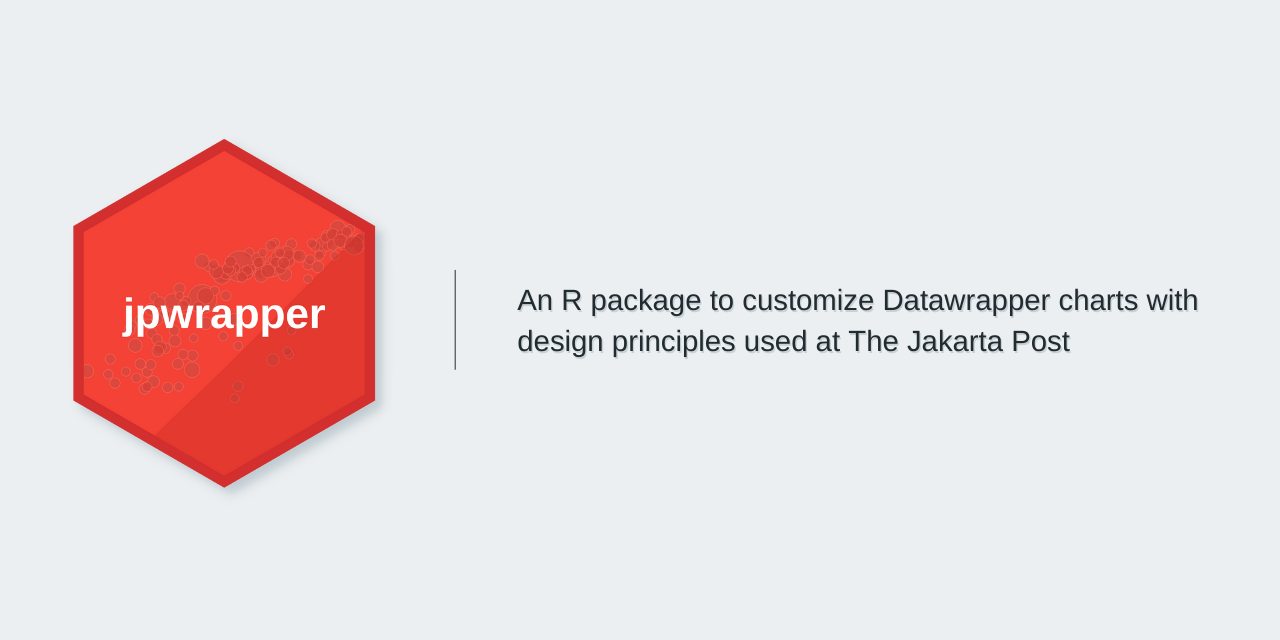 jpwrapper
An R package to customize Datawrapper charts with
design principles used at The Jakarta Post